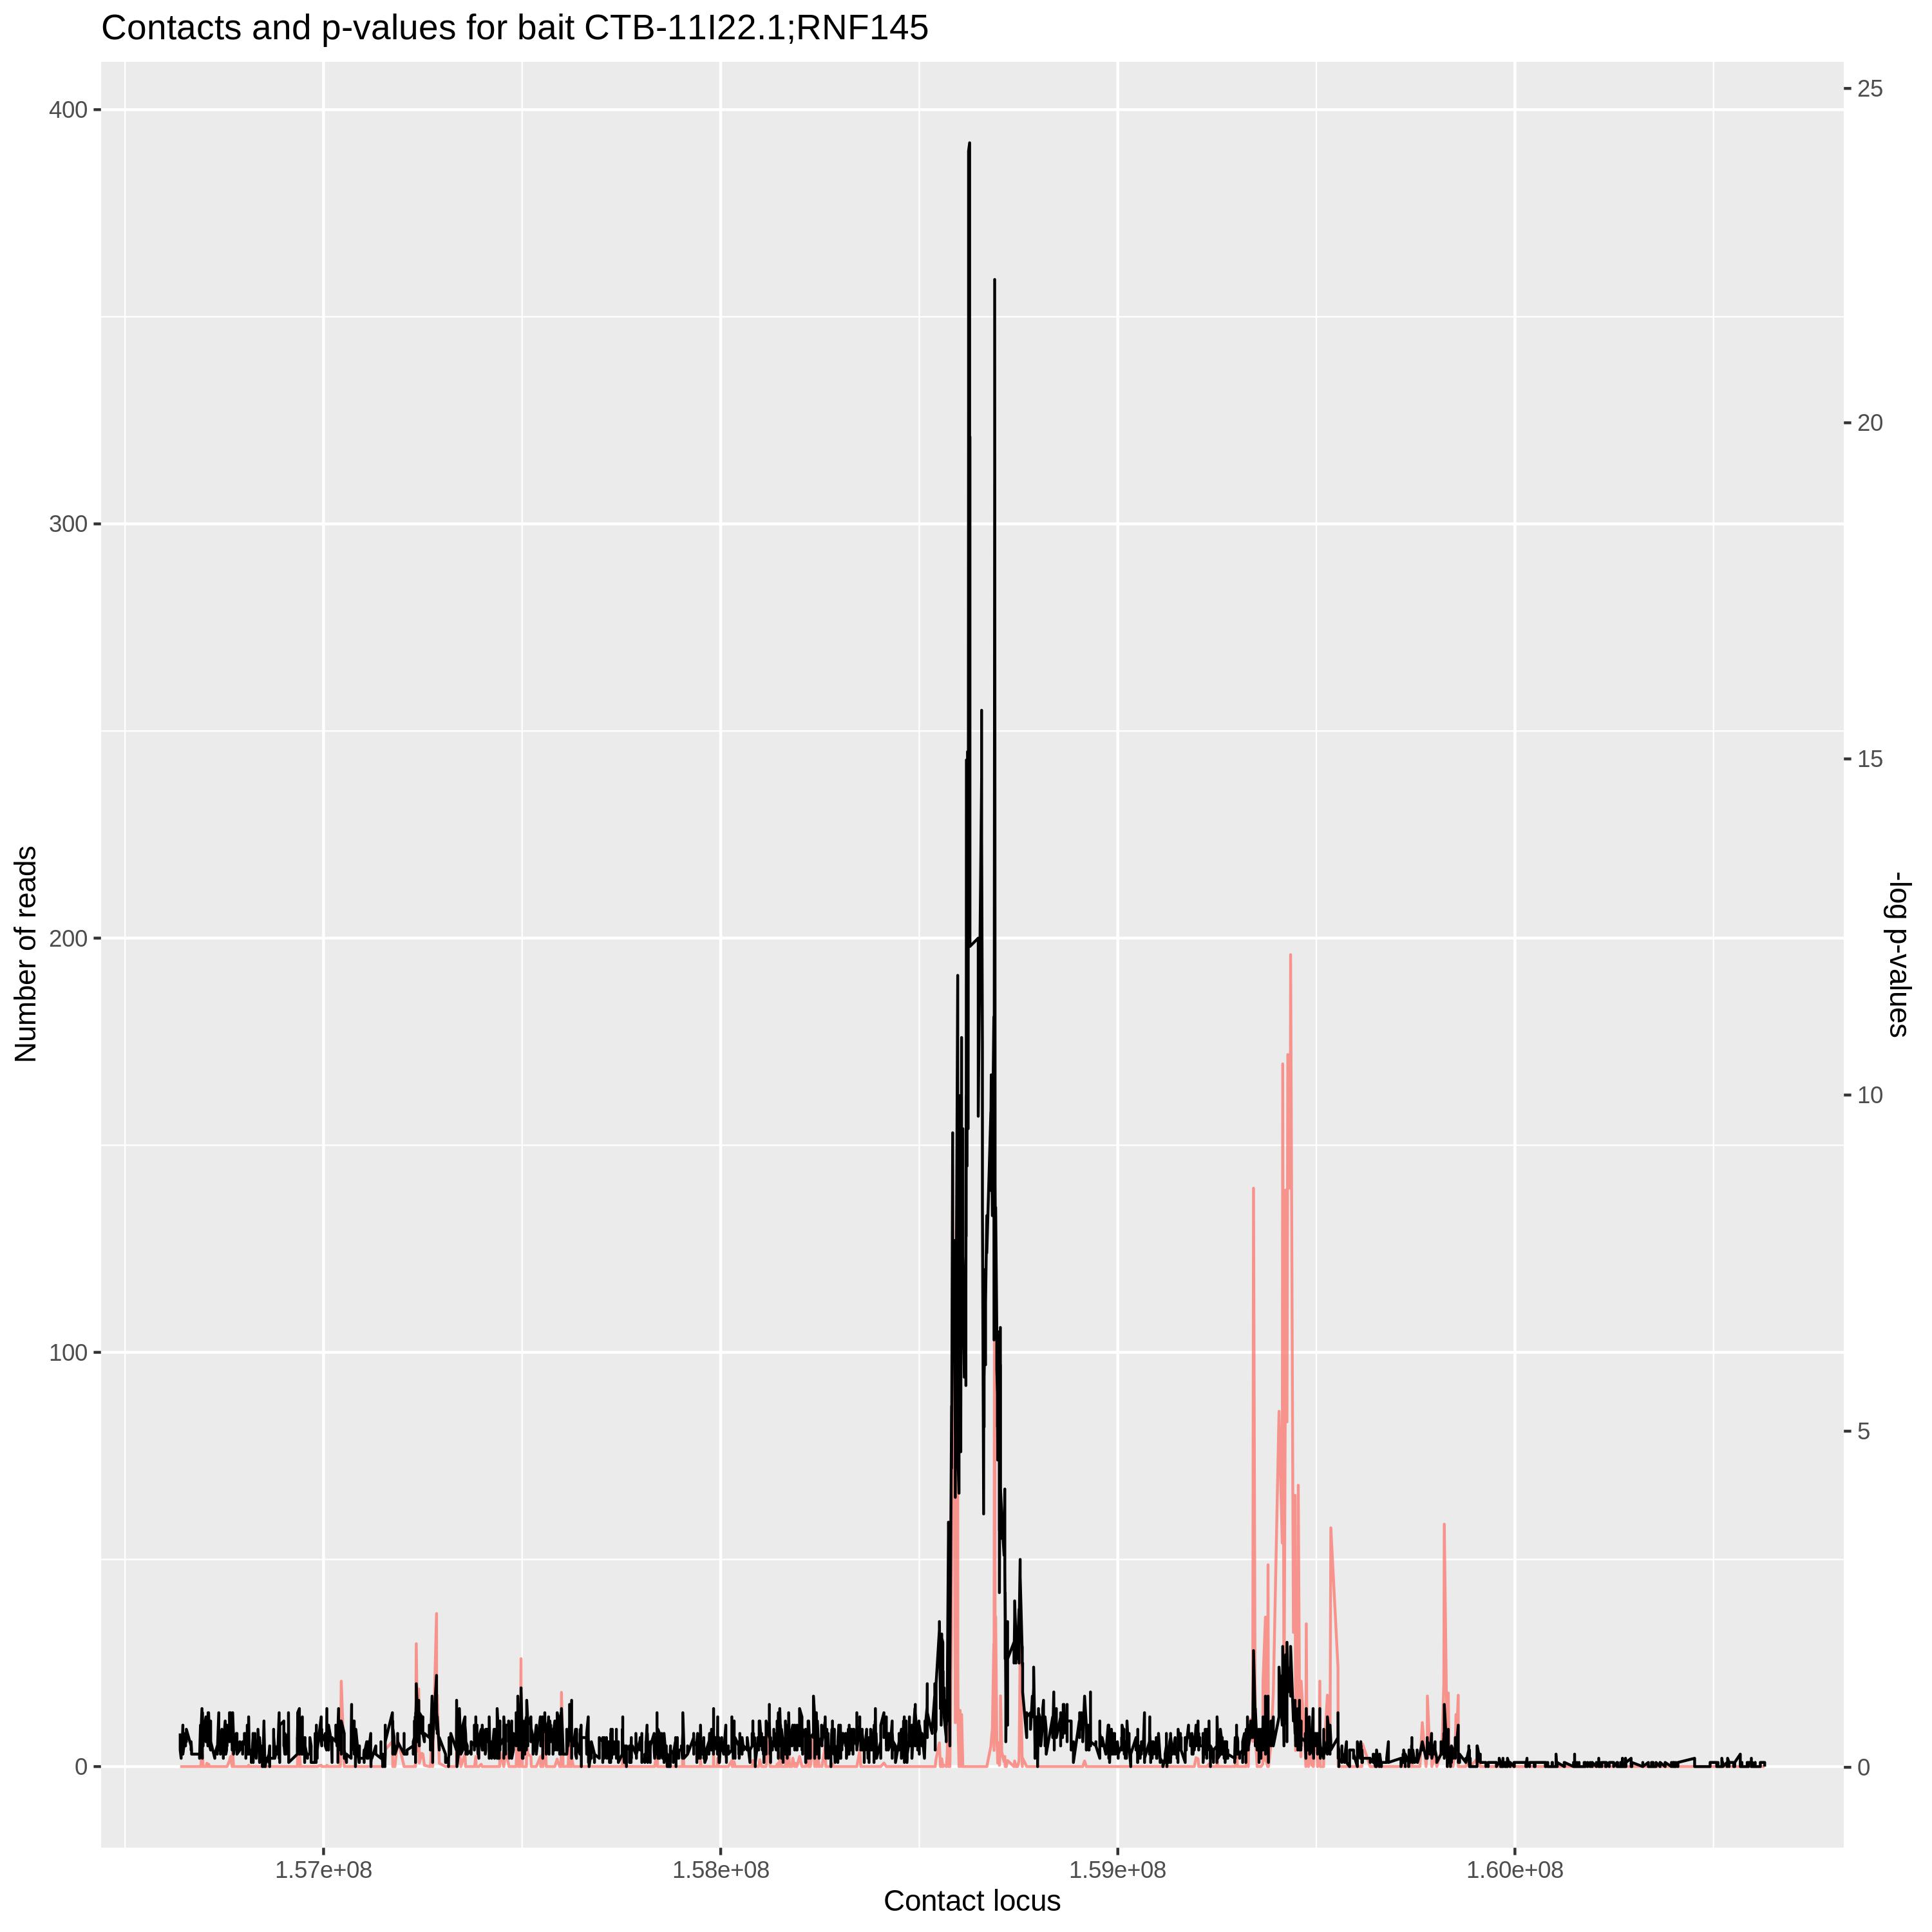 Contacts and p-values for bait CTB-11I22.1;RNF145
400
300
200
100
0
Number of reads
25
20
15
10
5
0
-log p-values
1.57e+08
1.58e+08
1.59e+08
1.60e+08
Contact locus